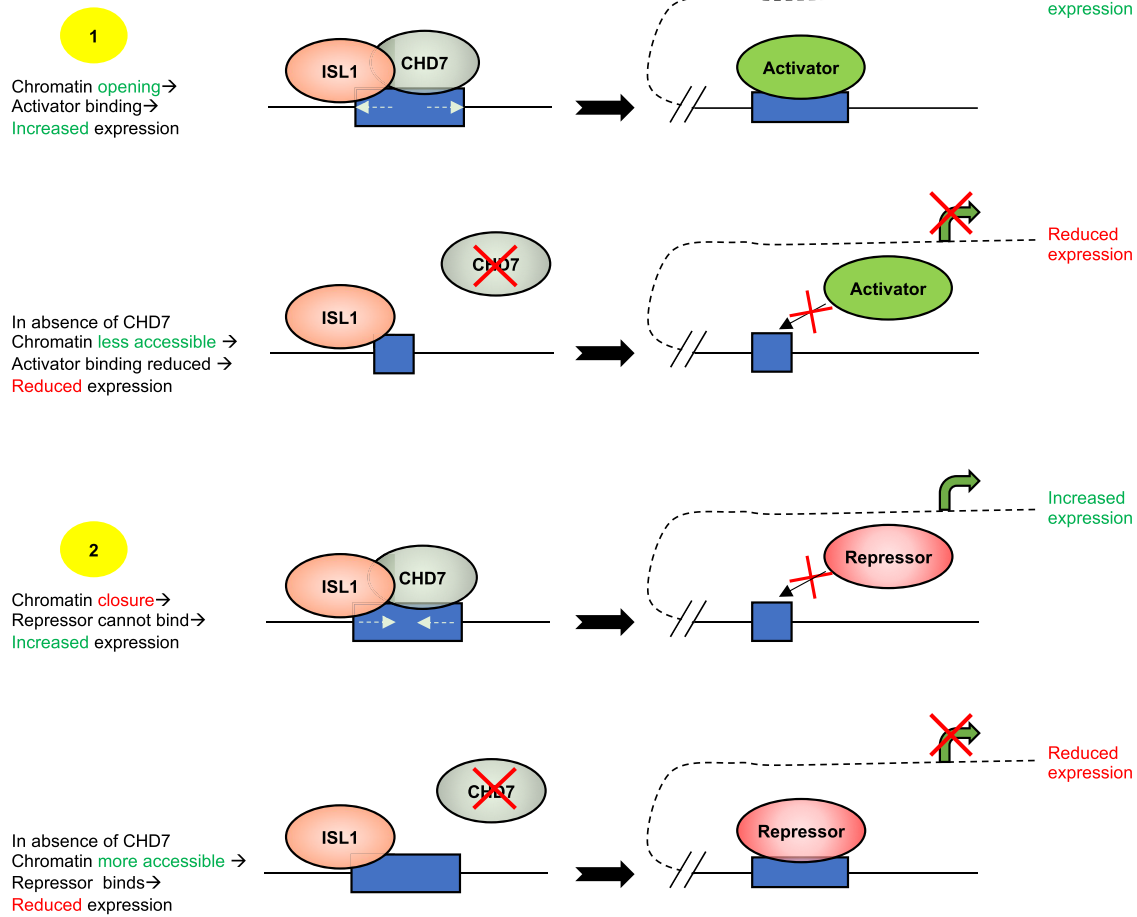 expression
1
ISL1
CHD7
Activator
Chromatin opening→
Activator binding→
Increased expression
CHD7
Reduced
expression
Activator
ISL1
In absence of CHD7
Chromatin less accessible →
Activator binding reduced →
Reduced expression
Increased
expression
2
ISL1
CHD7
Repressor
Chromatin closure→
Repressor cannot bind→
Increased expression
CHD7
Reduced
expression
ISL1
Repressor
In absence of CHD7
Chromatin more accessible →
Repressor binds→
Reduced expression